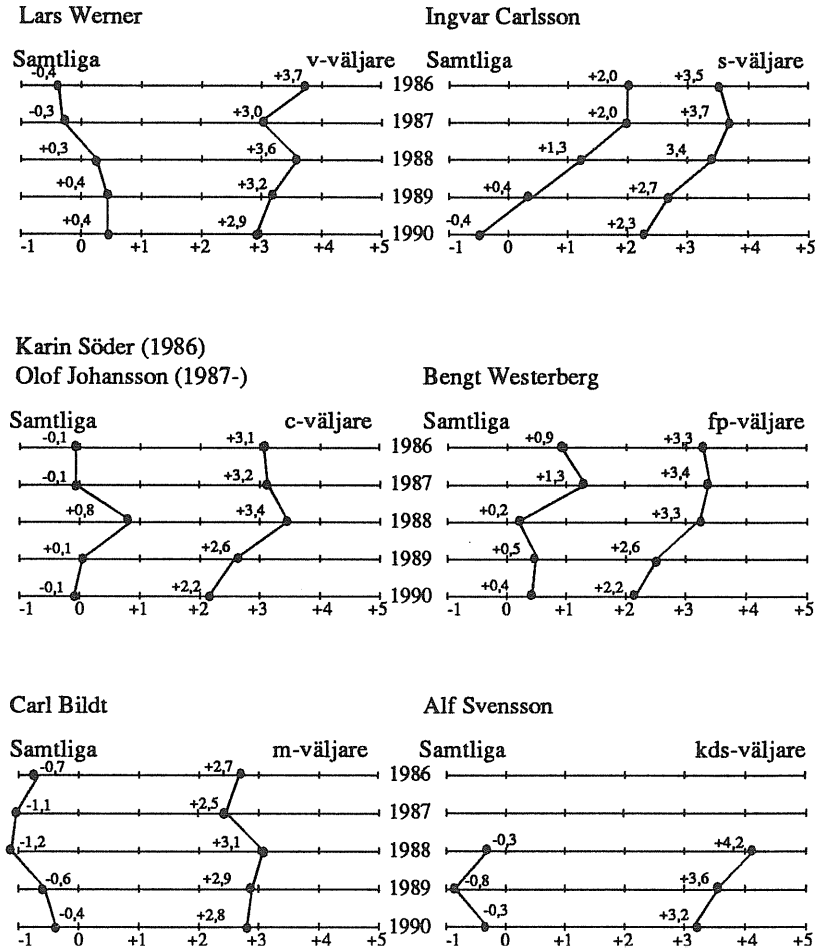 Lars Werner
Ingvar Carlsson
Samtliga v-väljare
Samtliga s-väljare
-0,4 +3,7 1986 +2,0 +3,5
-0,3 +3,0 1987 +2,0 +3,7
+0,3 +3,6 1988 +1,3 3,4
+0,4 +3,2 1989 +0,4 +2,7
+0,4 +2,9 1990 -0,4 +2,3
-1 0 +1 +2 +3 +4 +5
-1 0 +1 +2 +3 +4 +5
Karin Söder (1986)
Olof Johansson (1987-)
Bengt Westerberg
Samtliga c-väljare
Samtliga fp-väljare
-0,1 +3,1 1986 +0,9 +3,3
-0,1 +3,2 1987 +1,3 +3,4
+0,8 +3,4 1988 +0,2 +3,3
+0,1 +2,6 1989 +0,5 +2,6
-0,1 +2,2 1990 +0,4 +2,2
-1 0 +1 +2 +3 +4 +5
-1 0 +1 +2 +3 +4 +5
Carl Bildt
Alf Svensson
Samtliga m-väljare
Samtliga kds-väljare
-0,7 +2,7 1986
-1,1 +2,5 1987
-1,2 +3,1 1988 -0,3 +4,2
-0,6 +2,9 1989 -0,8 +3,6
-0,4 +2,8 1990 -0,3 +3,2
-1 0 +1 +2 +3 +4 +5
-1 0 +1 +2 +3 +4 +5